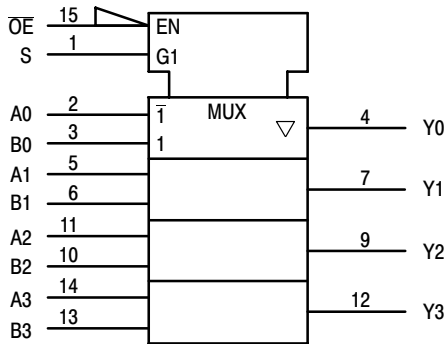 O̅E̅ 15 EN
S 1 G1
MUX
A0 2 1̅
B0 3 1
4 Y0
A1 5
B1 6
7 Y1
A2 11
B2 10
9 Y2
A3 14
B3 13
12 Y3